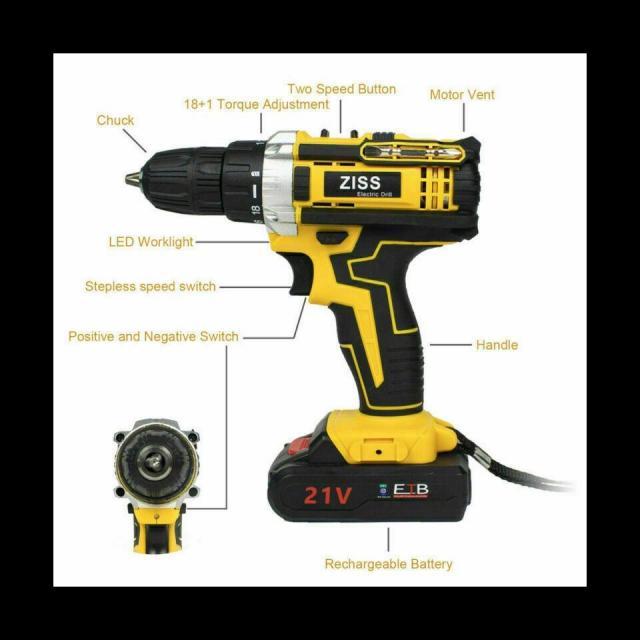 Two Speed Button
18+1 Torque Adjustment
Motor Vent
Chuck
18
ZISS
Electric Drill
LED Worklight
Stepless speed switch
Positive and Negative Switch
Handle
21V
EIB
Rechargeable Battery